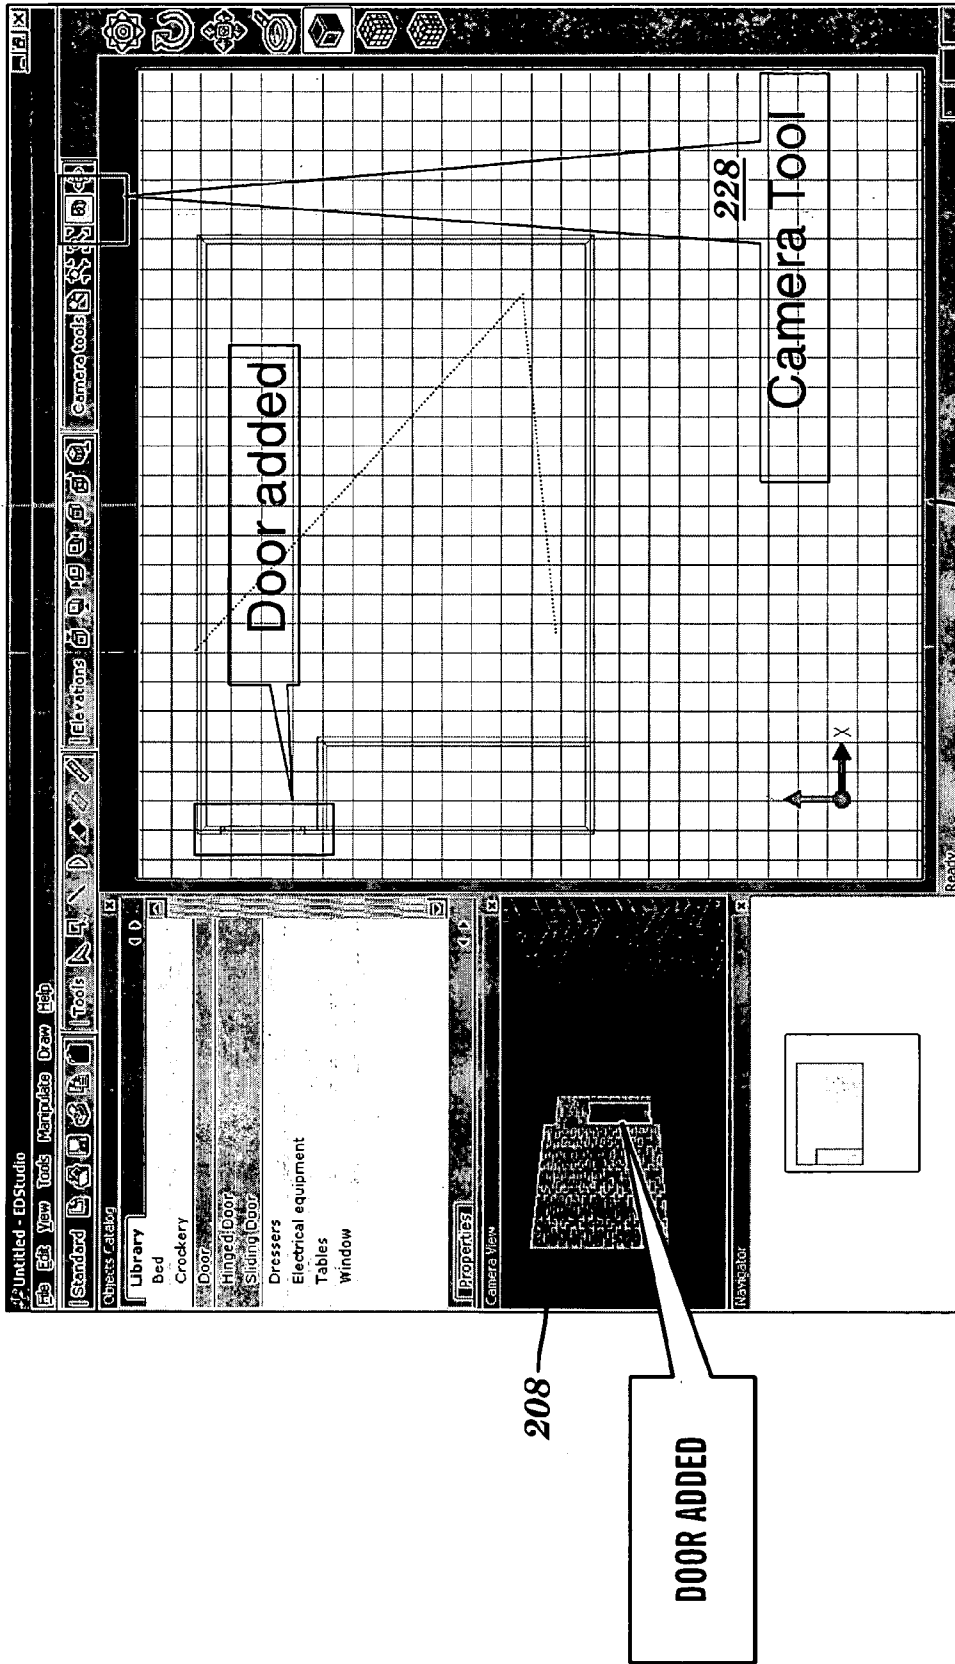 Untitled - EDStudio
File Edit View Tools Manipulate Draw Help
Standard
Tools
Elevations
Camera tools
Objects Catalog
Library
Bed
Crockery
Door
Hinged Door
Sliding Door
Dressers
Electrical equipment
Tables
Window
Properties
Camera View
Navigator
Door added
228
Camera Tool
X
Ready
208
DOOR ADDED